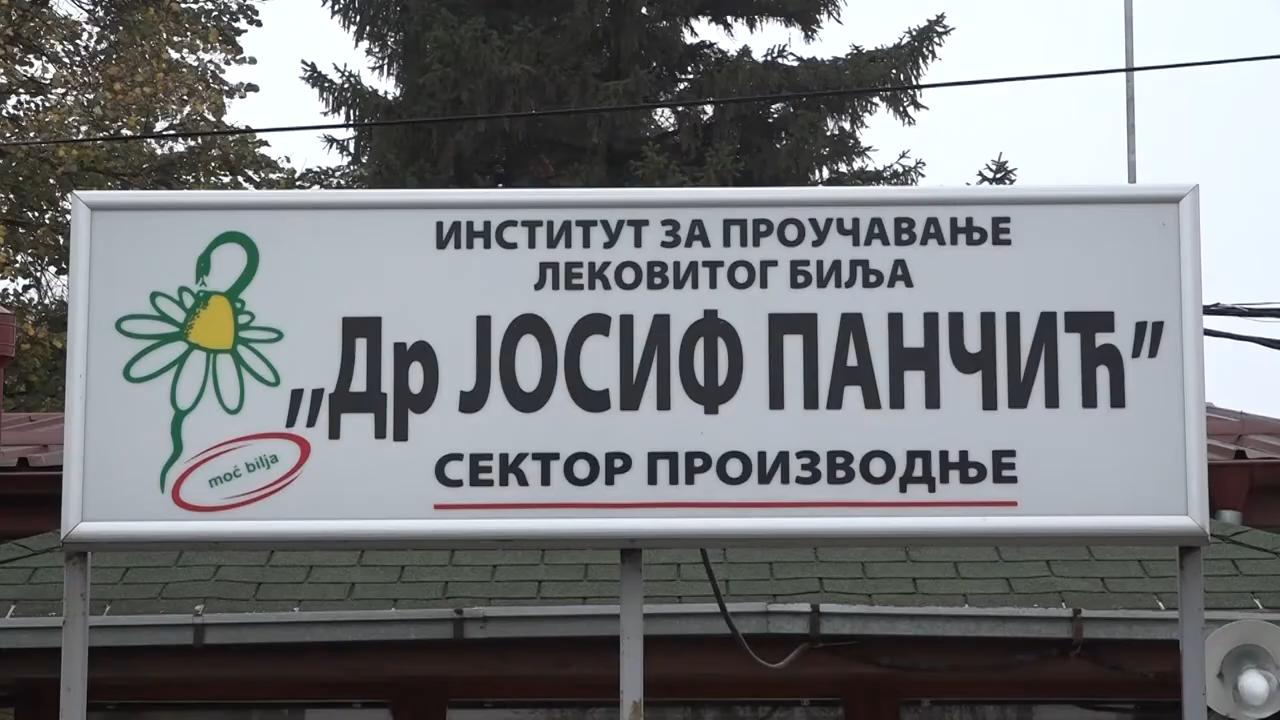 ИНСТИТУТ ЗА ПРОУЧАВАЊЕ
ЛЕКОВИТОГ БИЉА
,,Др ЈОСИФ ПАНЧИЋ”
СЕКТОР ПРОИЗВОДЊЕ
moć bilja